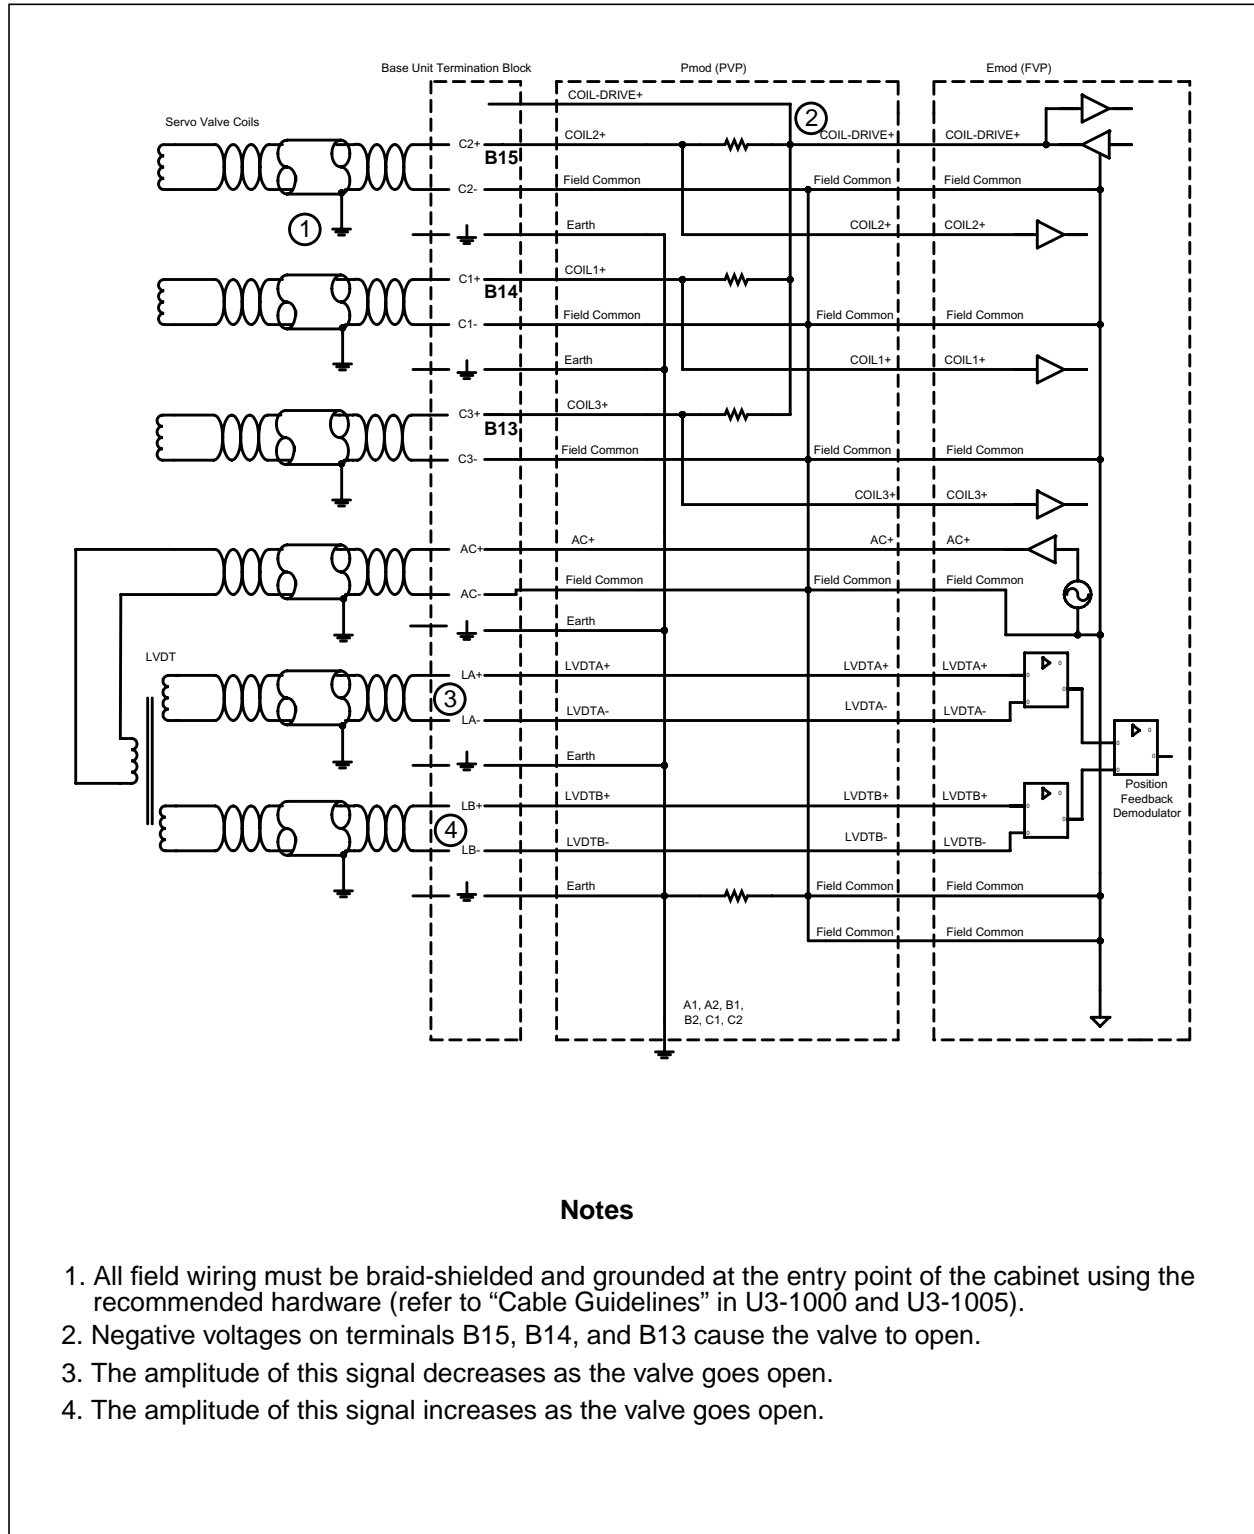 Base Unit Termination Block Pmod (PVP) Emod (FVP)
COIL-DRIVE+
2
Servo Valve Coils
COIL2+ COIL-DRIVE+ COIL-DRIVE+
C2+
B15
C2- Field Common Field Common Field Common
1
Earth COIL2+ COIL2+
C1+ COIL1+
B14
C1- Field Common Field Common Field Common
Earth COIL1+ COIL1+
C3+ COIL3+
B13
C3- Field Common Field Common Field Common
COIL3+ COIL3+
AC+ AC+ AC+ AC+
AC- Field Common Field Common Field Common
Earth
LVDT
LA+ LVDTA+ LVDTA+ LVDTA+
3
LA- LVDTA- LVDTA- LVDTA-
Earth
0
0
0
0
0
0
Position
Feedback
Demodulator
LB+ LVDTB+ LVDTB+ LVDTB+
4
LB- LVDTB- LVDTB- LVDTB-
0
0
0
Earth Field Common Field Common
Field Common Field Common
A1, A2, B1,
B2, C1, C2
Notes
1. All field wiring must be braid-shielded and grounded at the entry point of the cabinet using the
recommended hardware (refer to “Cable Guidelines” in U3-1000 and U3-1005).
2. Negative voltages on terminals B15, B14, and B13 cause the valve to open.
3. The amplitude of this signal decreases as the valve goes open.
4. The amplitude of this signal increases as the valve goes open.